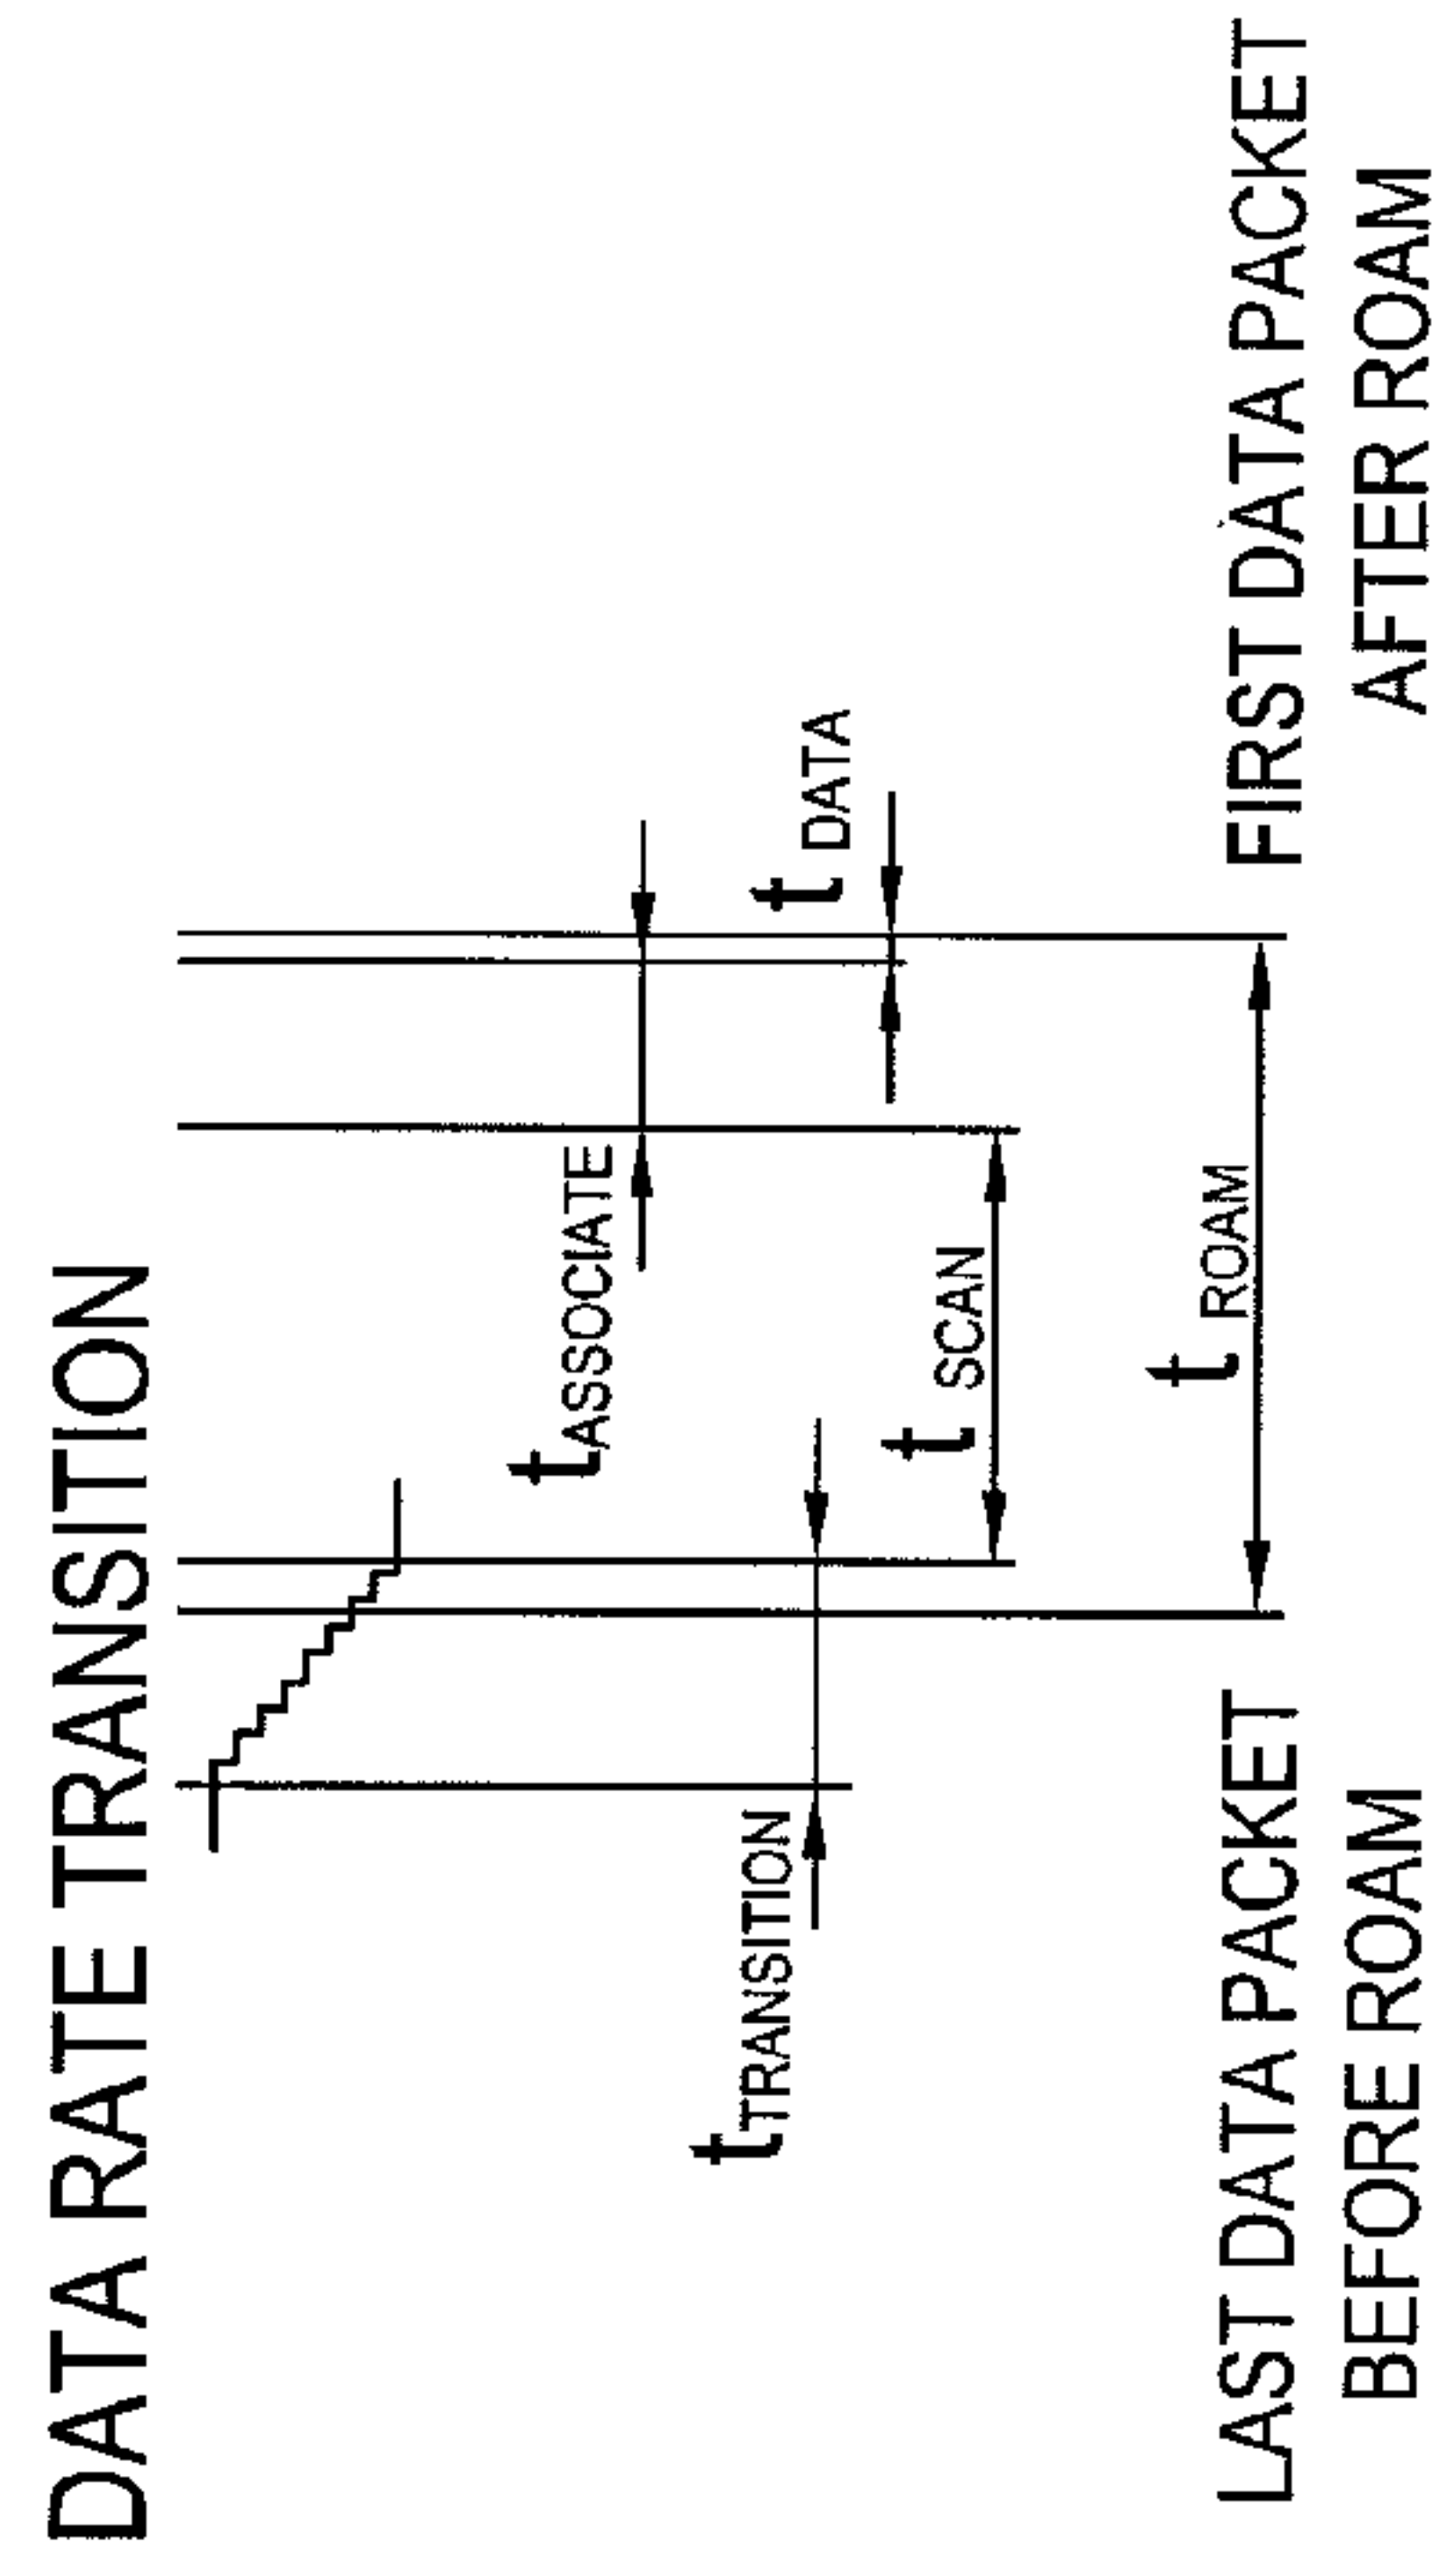 DATA RATE TRANSITION
tASSOCIATE
tTRANSITION
t DATA
t SCAN
t ROAM
LAST DATA PACKET
BEFORE ROAM
FIRST DATA PACKET
AFTER ROAM